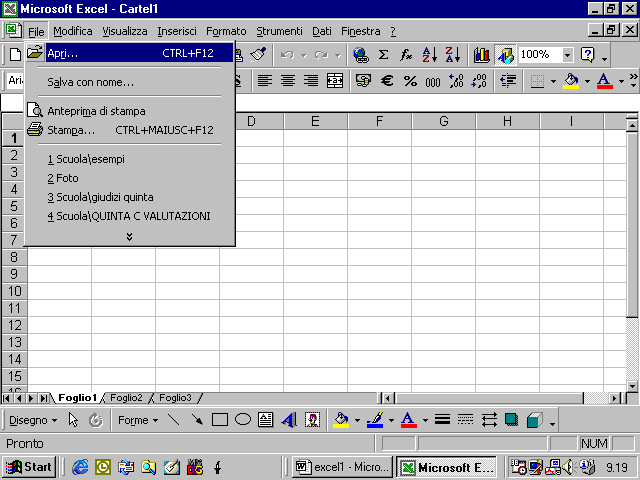 Microsoft Excel - Cartel1
File Modifica Visualizza Inserisci Formato Strumenti Dati Finestra ?
Apri... CTRL+F12
100%
Salva con nome...
S € % 000
Anteprima di stampa
Stampa... CTRL+MAIUSC+F12
1 Scuola\esempi
2 Foto
3 Scuola\giudizi quinta
4 Scuola\QUINTA C VALUTAZIONI
D E F G H I
1
2
3
4
5
6
7
8
9
10
11
12
13
14
15
Foglio1 Foglio2 Foglio3
Disegno Forme
Pronto NUM
Start excel1 - Micro... Microsoft E... 9.19